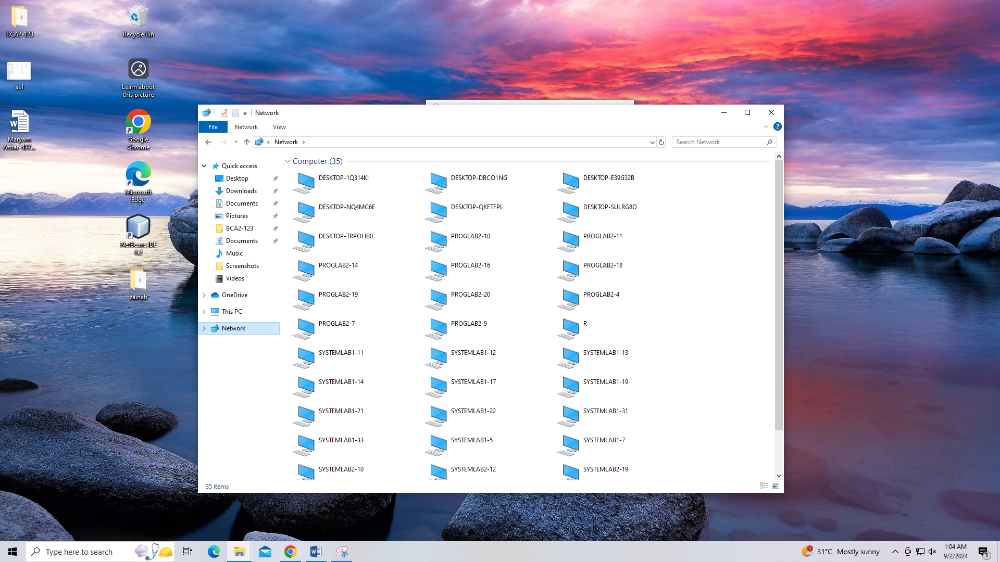 BCA2-123
Recycle Bin
ss1
Learn about
this picture
Maryam
Azhar-437...
Google
Chrome
Microsoft
Edge
NetBeans IDE
8.2
zainab
Network
File
Network
View
?
Network
Search Network
Quick access
Desktop
Downloads
Documents
Pictures
BCA2-123
Documents
Music
Screenshots
Videos
OneDrive
This PC
Network
Computer (35)
DESKTOP-1Q314KI
DESKTOP-DBCO1NG
DESKTOP-E39G32B
DESKTOP-NQ4MC6E
DESKTOP-QKFTFPL
DESKTOP-SULRG8O
DESKTOP-TRPOHB0
PROGLAB2-10
PROGLAB2-11
PROGLAB2-14
PROGLAB2-16
PROGLAB2-18
PROGLAB2-19
PROGLAB2-20
PROGLAB2-4
PROGLAB2-7
PROGLAB2-9
R
SYSTEMLAB1-11
SYSTEMLAB1-12
SYSTEMLAB1-13
SYSTEMLAB1-14
SYSTEMLAB1-17
SYSTEMLAB1-19
SYSTEMLAB1-21
SYSTEMLAB1-22
SYSTEMLAB1-31
SYSTEMLAB1-33
SYSTEMLAB1-5
SYSTEMLAB1-7
SYSTEMLAB2-10
SYSTEMLAB2-12
SYSTEMLAB2-19
35 items
Type here to search
1
31°C Mostly sunny
1:04 AM
9/2/2024
1